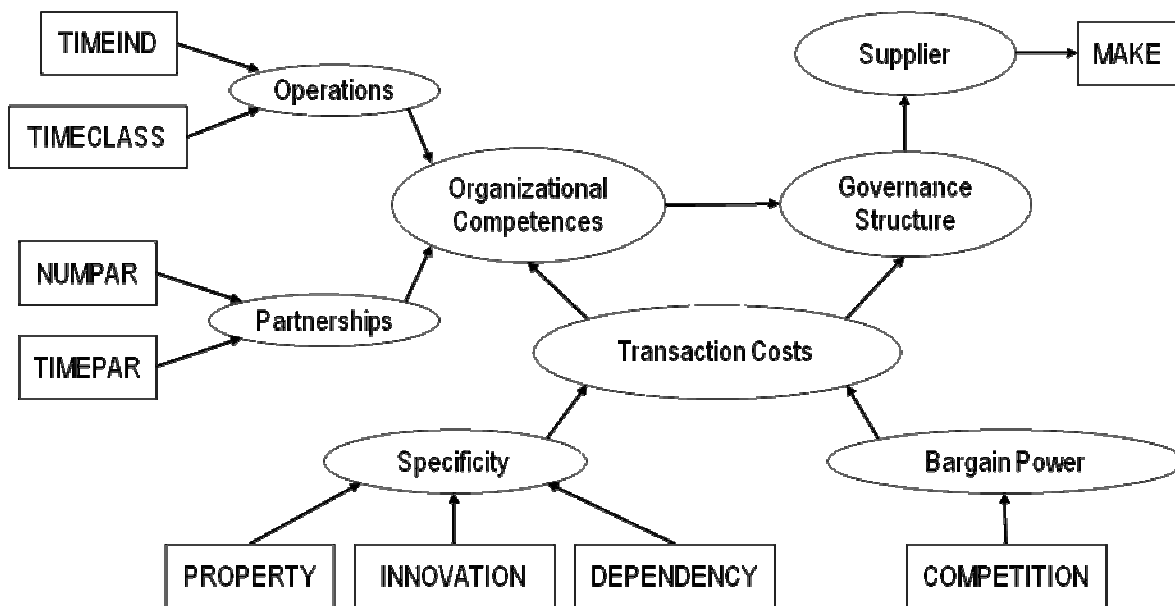 TIMEIND
Supplier
MAKE
Operations
TIMECLASS
Organizational
Competences
Governance
Structure
NUMPAR
Partnerships
TIMEPAR
Transaction Costs
Specificity
Bargain Power
PROPERTY
INNOVATION
DEPENDENCY
COMPETITION